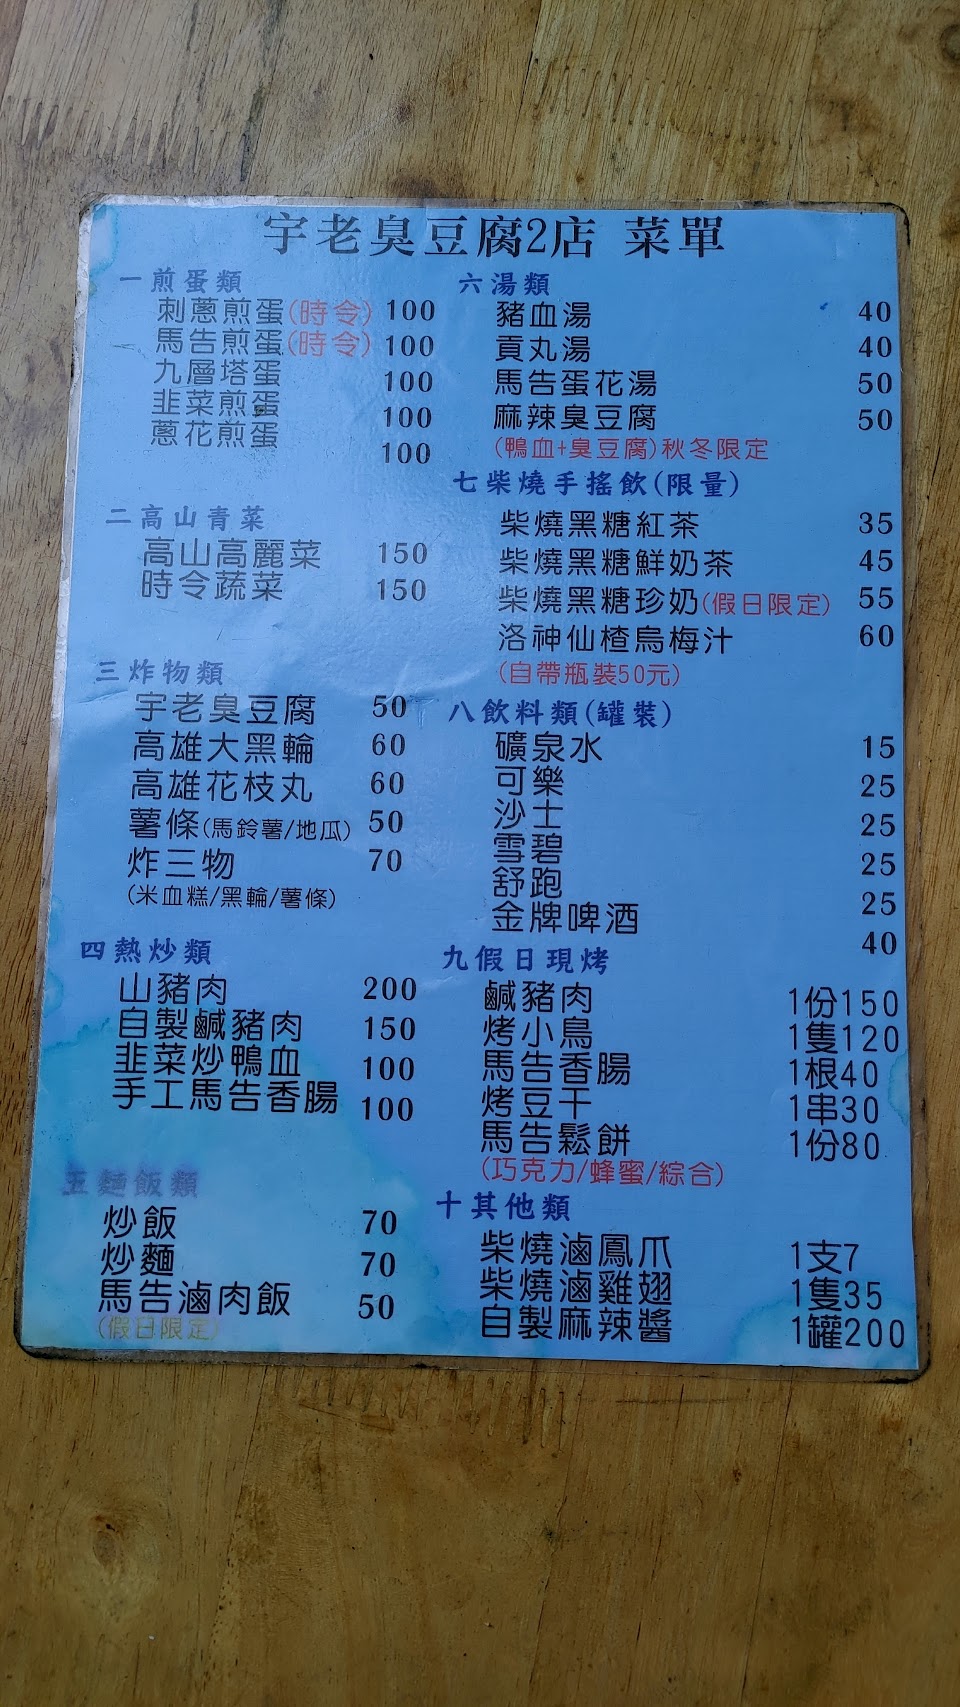 宇老臭豆腐2店 菜單
一煎蛋類
刺蔥煎蛋(時令) 100
馬告煎蛋(時令) 100
九層塔蛋 100
韭菜煎蛋 100
蔥花煎蛋 100
二高山青菜
高山高麗菜 150
時令蔬菜 150
三炸物類
宇老臭豆腐 50
高雄大黑輪 60
高雄花枝丸 60
薯條(馬鈴薯/地瓜) 50
炸三物 70
(米血糕/黑輪/薯條)
四熱炒類
山豬肉 200
自製鹹豬肉 150
韭菜炒鴨血 100
手工馬告香腸 100
五麵飯類
炒飯 70
炒麵 70
馬告滷肉飯 50
(假日限定)
六湯類
豬血湯 40
貢丸湯 40
馬告蛋花湯 50
麻辣臭豆腐 50
(鴨血+臭豆腐)秋冬限定
七柴燒手搖飲(限量)
柴燒黑糖紅茶 35
柴燒黑糖鮮奶茶 45
柴燒黑糖珍奶(假日限定) 55
洛神仙楂烏梅汁 60
(自帶瓶裝50元)
八飲料類(罐裝)
礦泉水 15
可樂 25
沙士 25
雪碧 25
舒跑 25
金牌啤酒 40
九假日現烤
鹹豬肉 1份150
烤小鳥 1隻120
馬告香腸 1根40
烤豆干 1串30
馬告鬆餅 1份80
(巧克力/蜂蜜/綜合)
十其他類
柴燒滷鳳爪 1支7
柴燒滷雞翅 1隻35
自製麻辣醬 1罐200